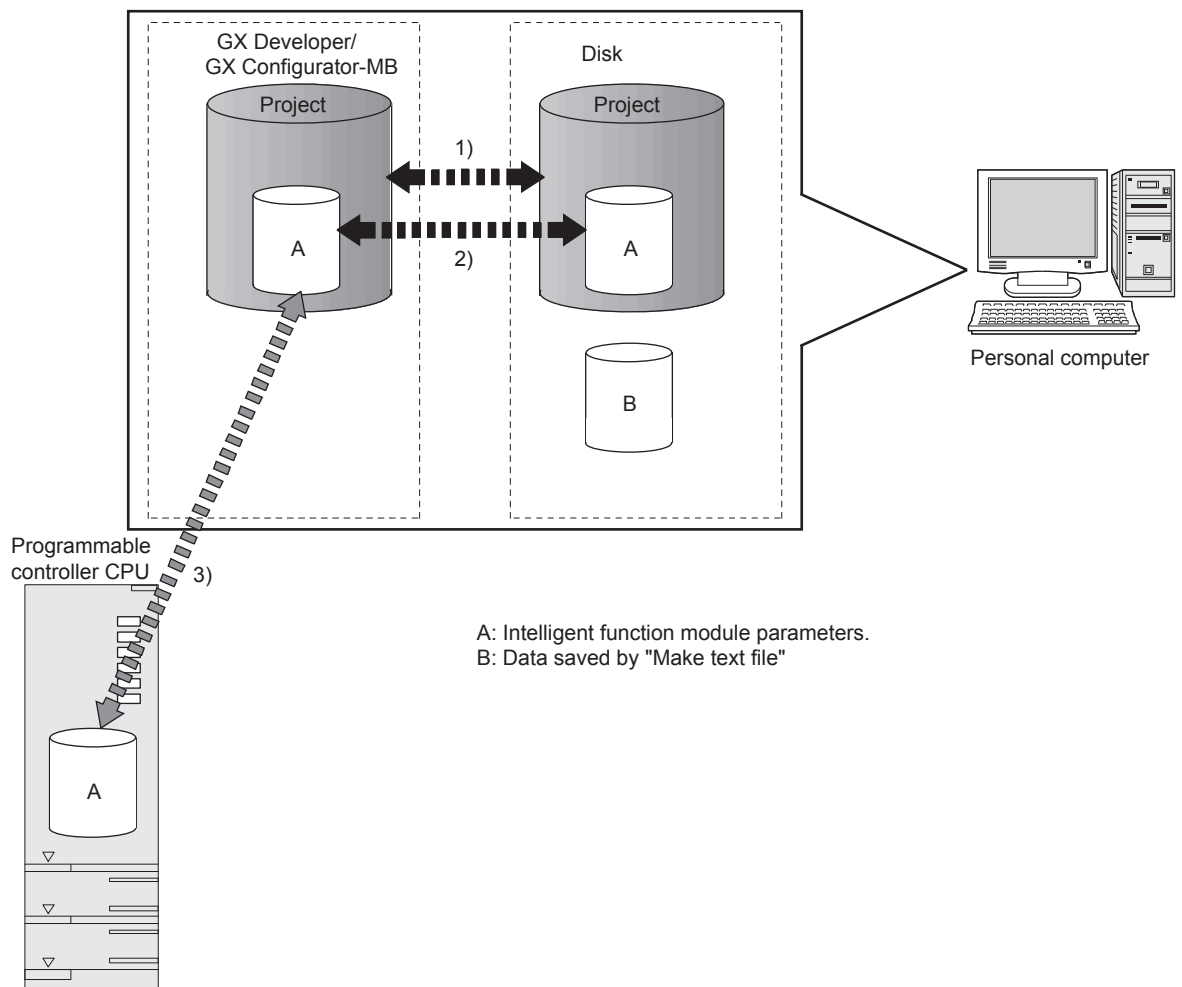 GX Developer/
GX Configurator-MB
Disk
Project
Project
1)
A
A
2)
B
Personal computer
Programmable
controller CPU
3)
A: Intelligent function module parameters.
B: Data saved by "Make text file"
A